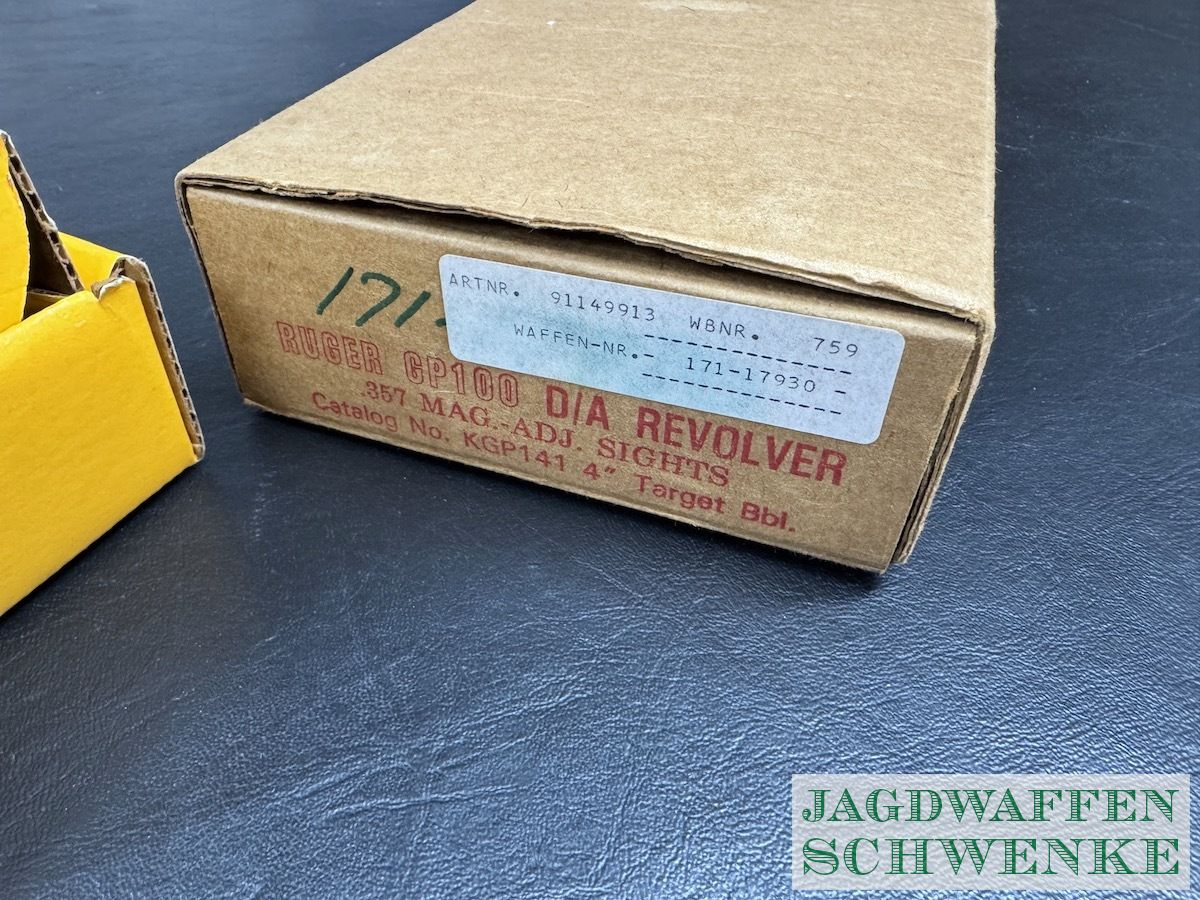 171
ARTNR. 91149913 WBNR. 759
WAFFEN-NR.- 171-17930 -
RUGER GP100 D/A REVOLVER
.357 MAG.-ADJ. SIGHTS
Catalog No. KGP141 4" Target Bbl.
JAGDWAFFEN
SCHWENKE